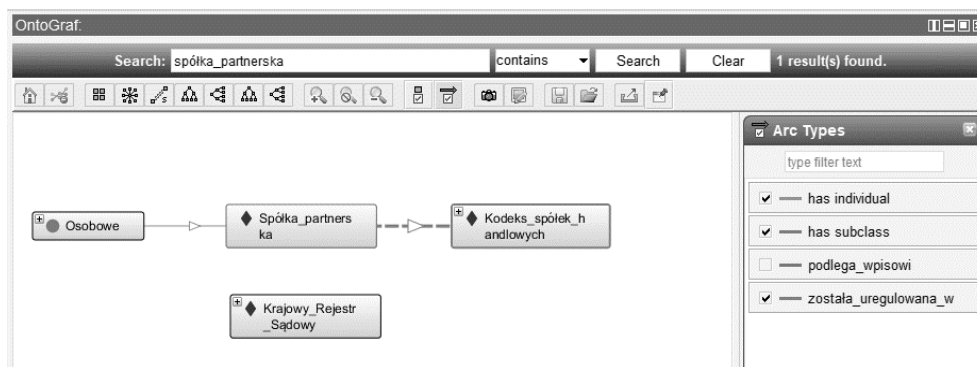 OntoGraf:
Search: spółka_partnerska contains Search Clear 1 result(s) found.
Arc Types
type filter text
has individual
has subclass
podlega_wpisowi
została_uregulowana_w
Osobowe
Spółka_partners
ka
Kodeks_spółek_h
andlowych
Krajowy_Rejestr
_Sądowy